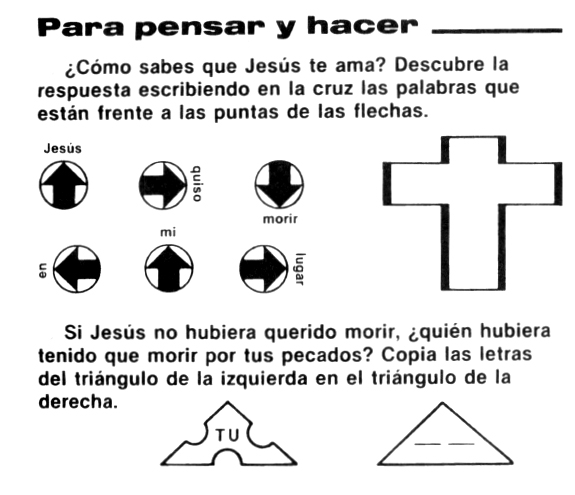 Para pensar y hacer
¿Cómo sabes que Jesús te ama? Descubre la
respuesta escribiendo en la cruz las palabras que
están frente a las puntas de las flechas.
Jesús
quiso
morir
en
mi
lugar
Si Jesús no hubiera querido morir, ¿quién hubiera
tenido que morir por tus pecados? Copia las letras
del triángulo de la izquierda en el triángulo de la
derecha.
TU